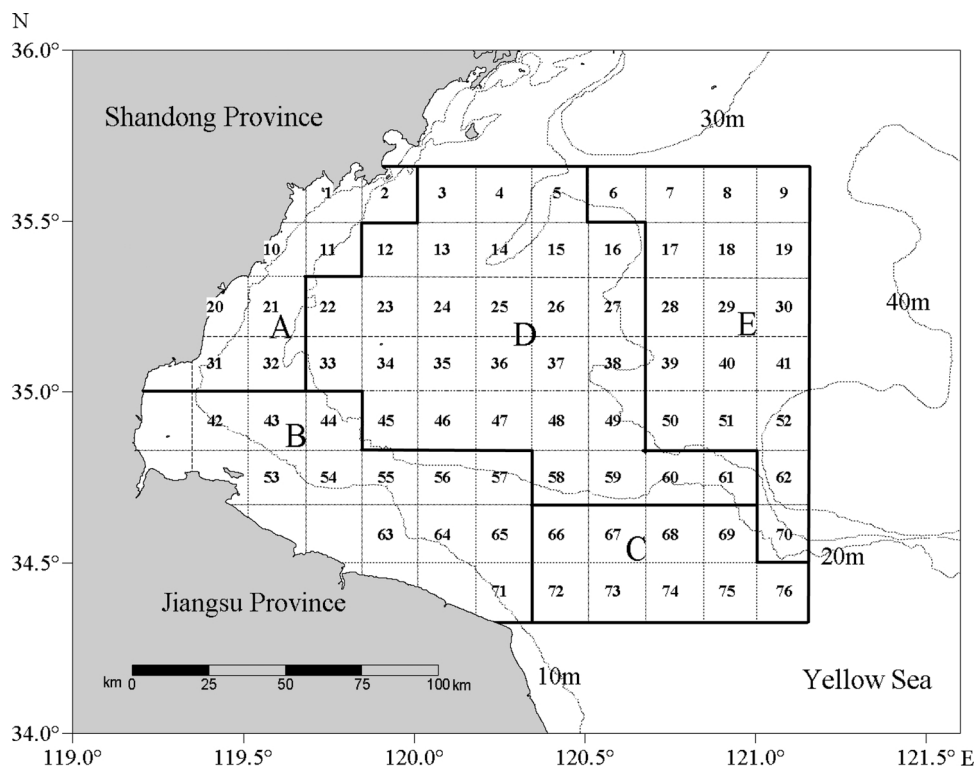 N
36.0°
Shandong Province
30m
1 2 3 4 5 6 7 8 9
35.5°
10 11 12 13 14 15 16 17 18 19
20 21 22 23 24 25 26 27 28 29 30
40m
A D E
31 32 33 34 35 36 37 38 39 40 41
35.0°
42 43 44 45 46 47 48 49 50 51 52
B
53 54 55 56 57 58 59 60 61 62
63 64 65 66 67 68 69 70
C
20m
34.5°
71 72 73 74 75 76
Jiangsu Province
10m
Yellow Sea
km 0 25 50 75 100 km
34.0°
119.0° 119.5° 120.0° 120.5° 121.0° 121.5° E